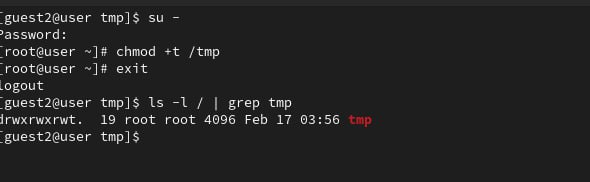 [guest2@user tmp]$ su -
Password:
[root@user ~]# chmod +t /tmp
[root@user ~]# exit
logout
[guest2@user tmp]$ ls -l / | grep tmp
drwxrwxrwt.  19 root root 4096 Feb 17 03:56 tmp
[guest2@user tmp]$